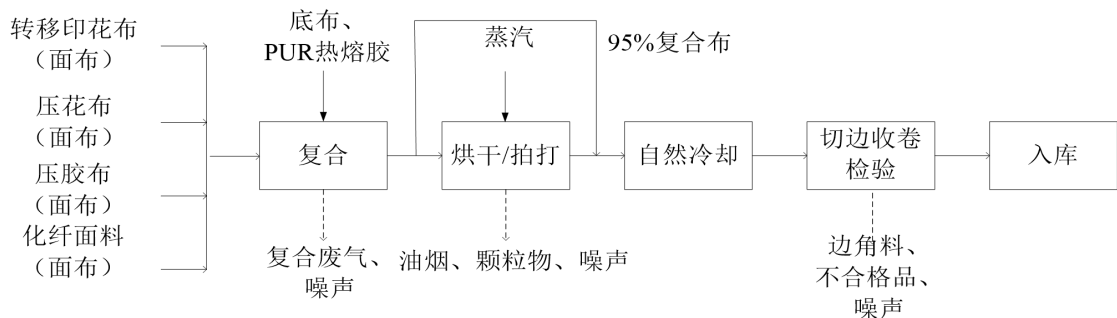 转移印花布
（面布）
压花布
（面布）
压胶布
（面布）
化纤面料
（面布）
底布、
PUR热熔胶
复合
复合废气、
噪声
蒸汽
95%复合布
烘干/拍打
油烟、颗粒物、噪声
自然冷却
切边收卷
检验
边角料、
不合格品、
噪声
入库